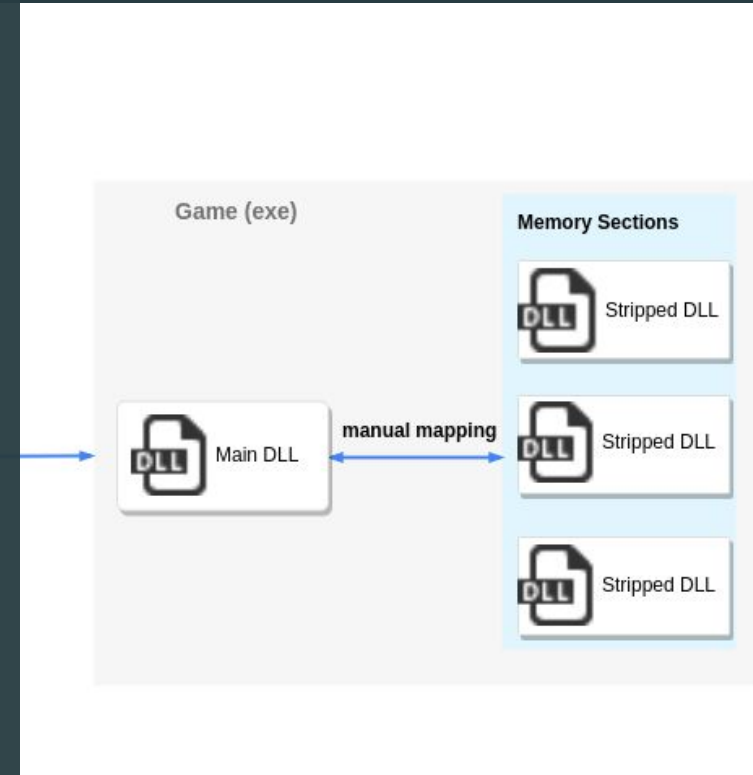 Game (exe)
Memory Sections
DLL
Stripped DLL
manual mapping
DLL
Main DLL
DLL
Stripped DLL
DLL
Stripped DLL